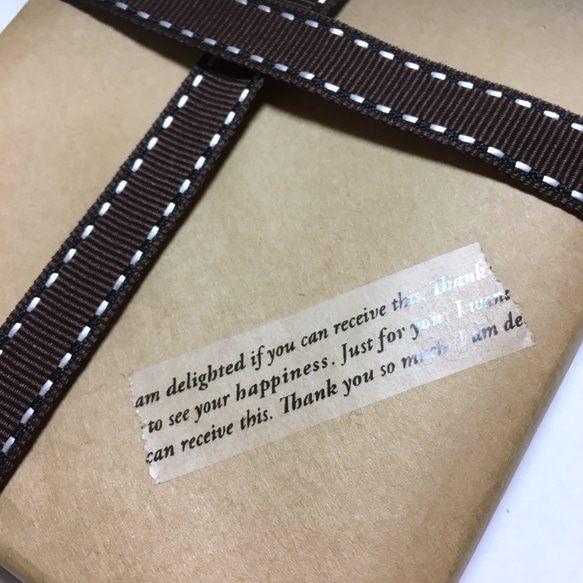 am delighted if you can receive this. Thank
to see your happiness. Just for you. I want
can receive this. Thank you so much. I am de